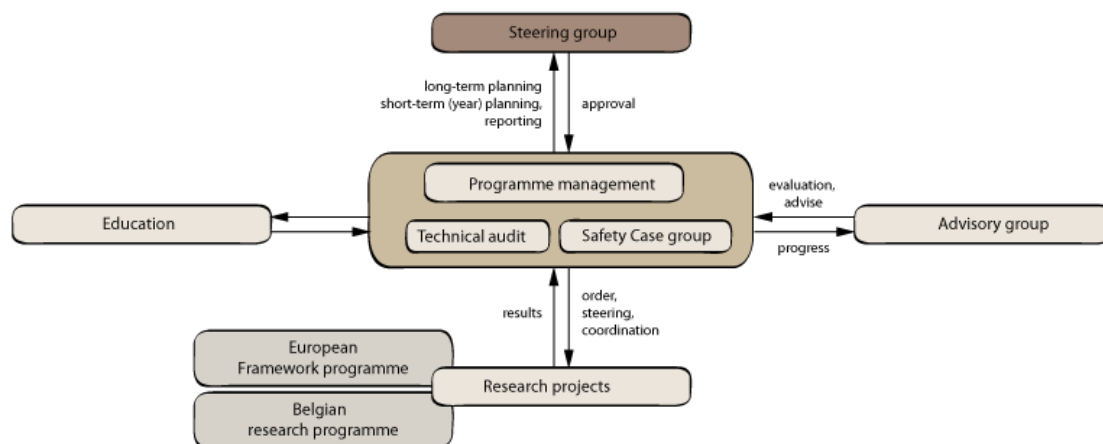 Steering group
long-term planning
short-term (year) planning,
reporting
approval
Programme management
Technical audit
Safety Case group
Education
evaluation,
advise
Advisory group
progress
results
order,
steering,
coordination
European
Framework programme
Research projects
Belgian
research programme